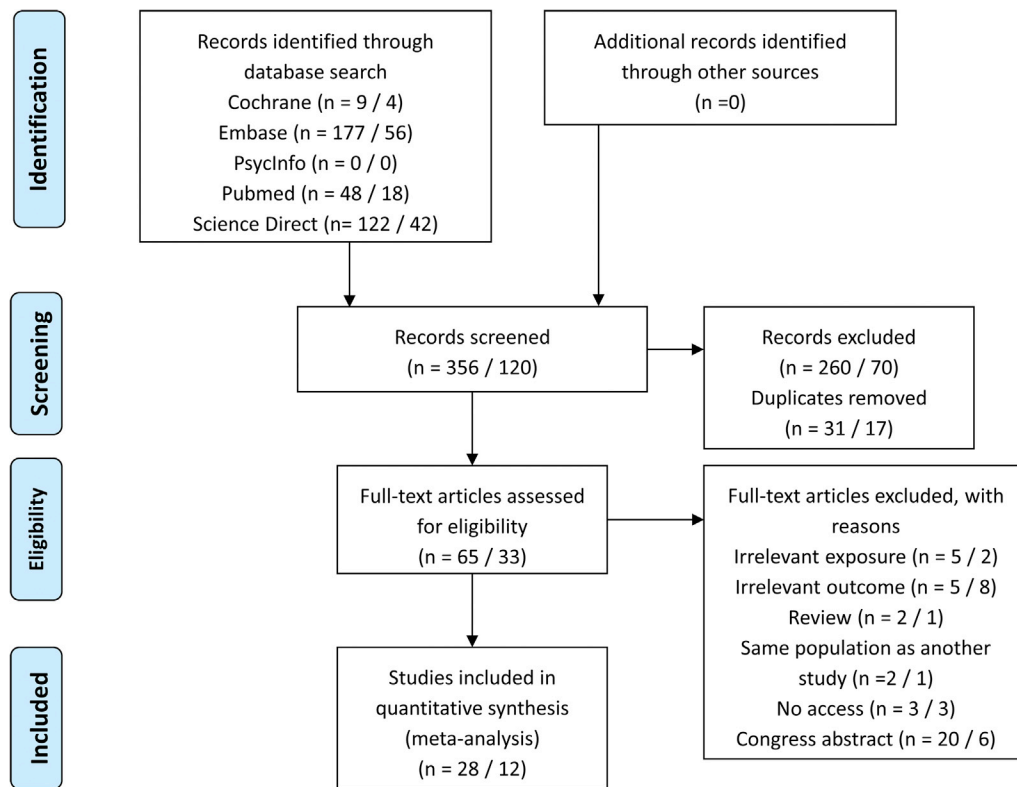 Identification
Records identified through
database search
Cochrane (n = 9 / 4)
Embase (n = 177 / 56)
PsycInfo (n = 0 / 0)
Pubmed (n = 48 / 18)
Science Direct (n= 122 / 42)
Additional records identified
through other sources
(n =0)
Screening
Records screened
(n = 356 / 120)
Records excluded
(n = 260 / 70)
Duplicates removed
(n = 31 / 17)
Eligibility
Full-text articles assessed
for eligibility
(n = 65 / 33)
Full-text articles excluded, with
reasons
Irrelevant exposure (n = 5 / 2)
Irrelevant outcome (n = 5 / 8)
Review (n = 2 / 1)
Same population as another
study (n =2 / 1)
No access (n = 3 / 3)
Congress abstract (n = 20 / 6)
Included
Studies included in
quantitative synthesis
(meta-analysis)
(n = 28 / 12)